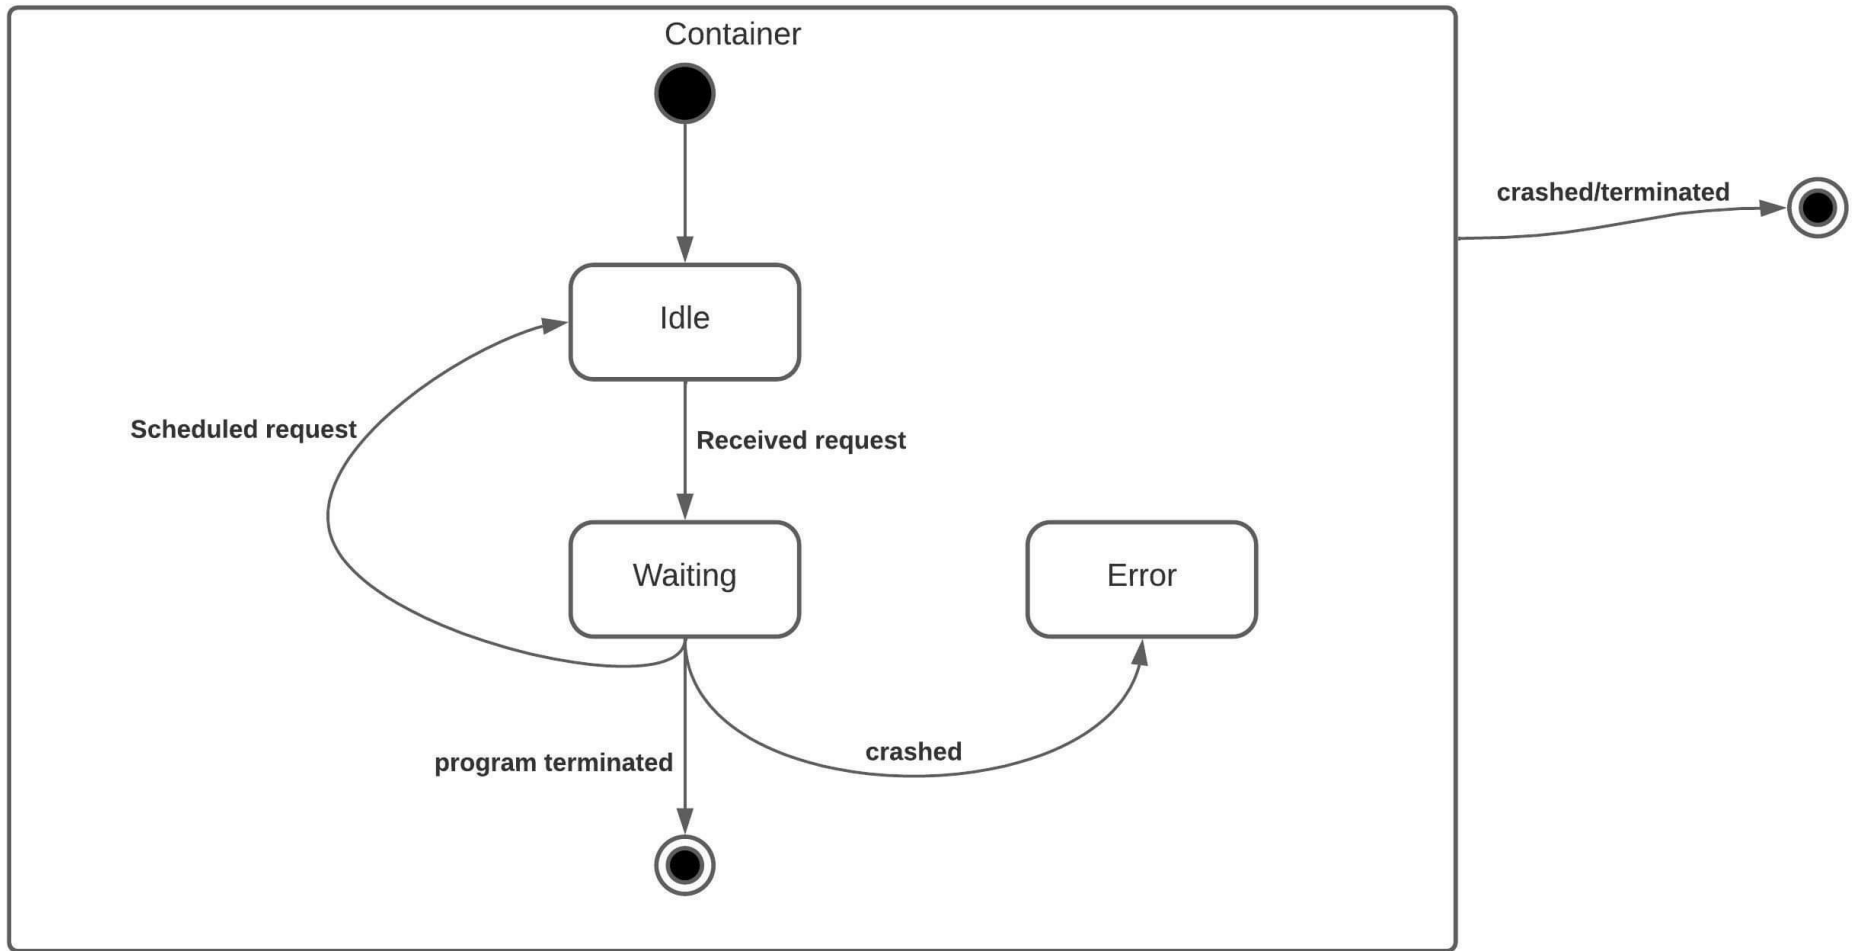 Container
crashed/terminated
Idle
Scheduled request
Received request
Waiting
Error
crashed
program terminated